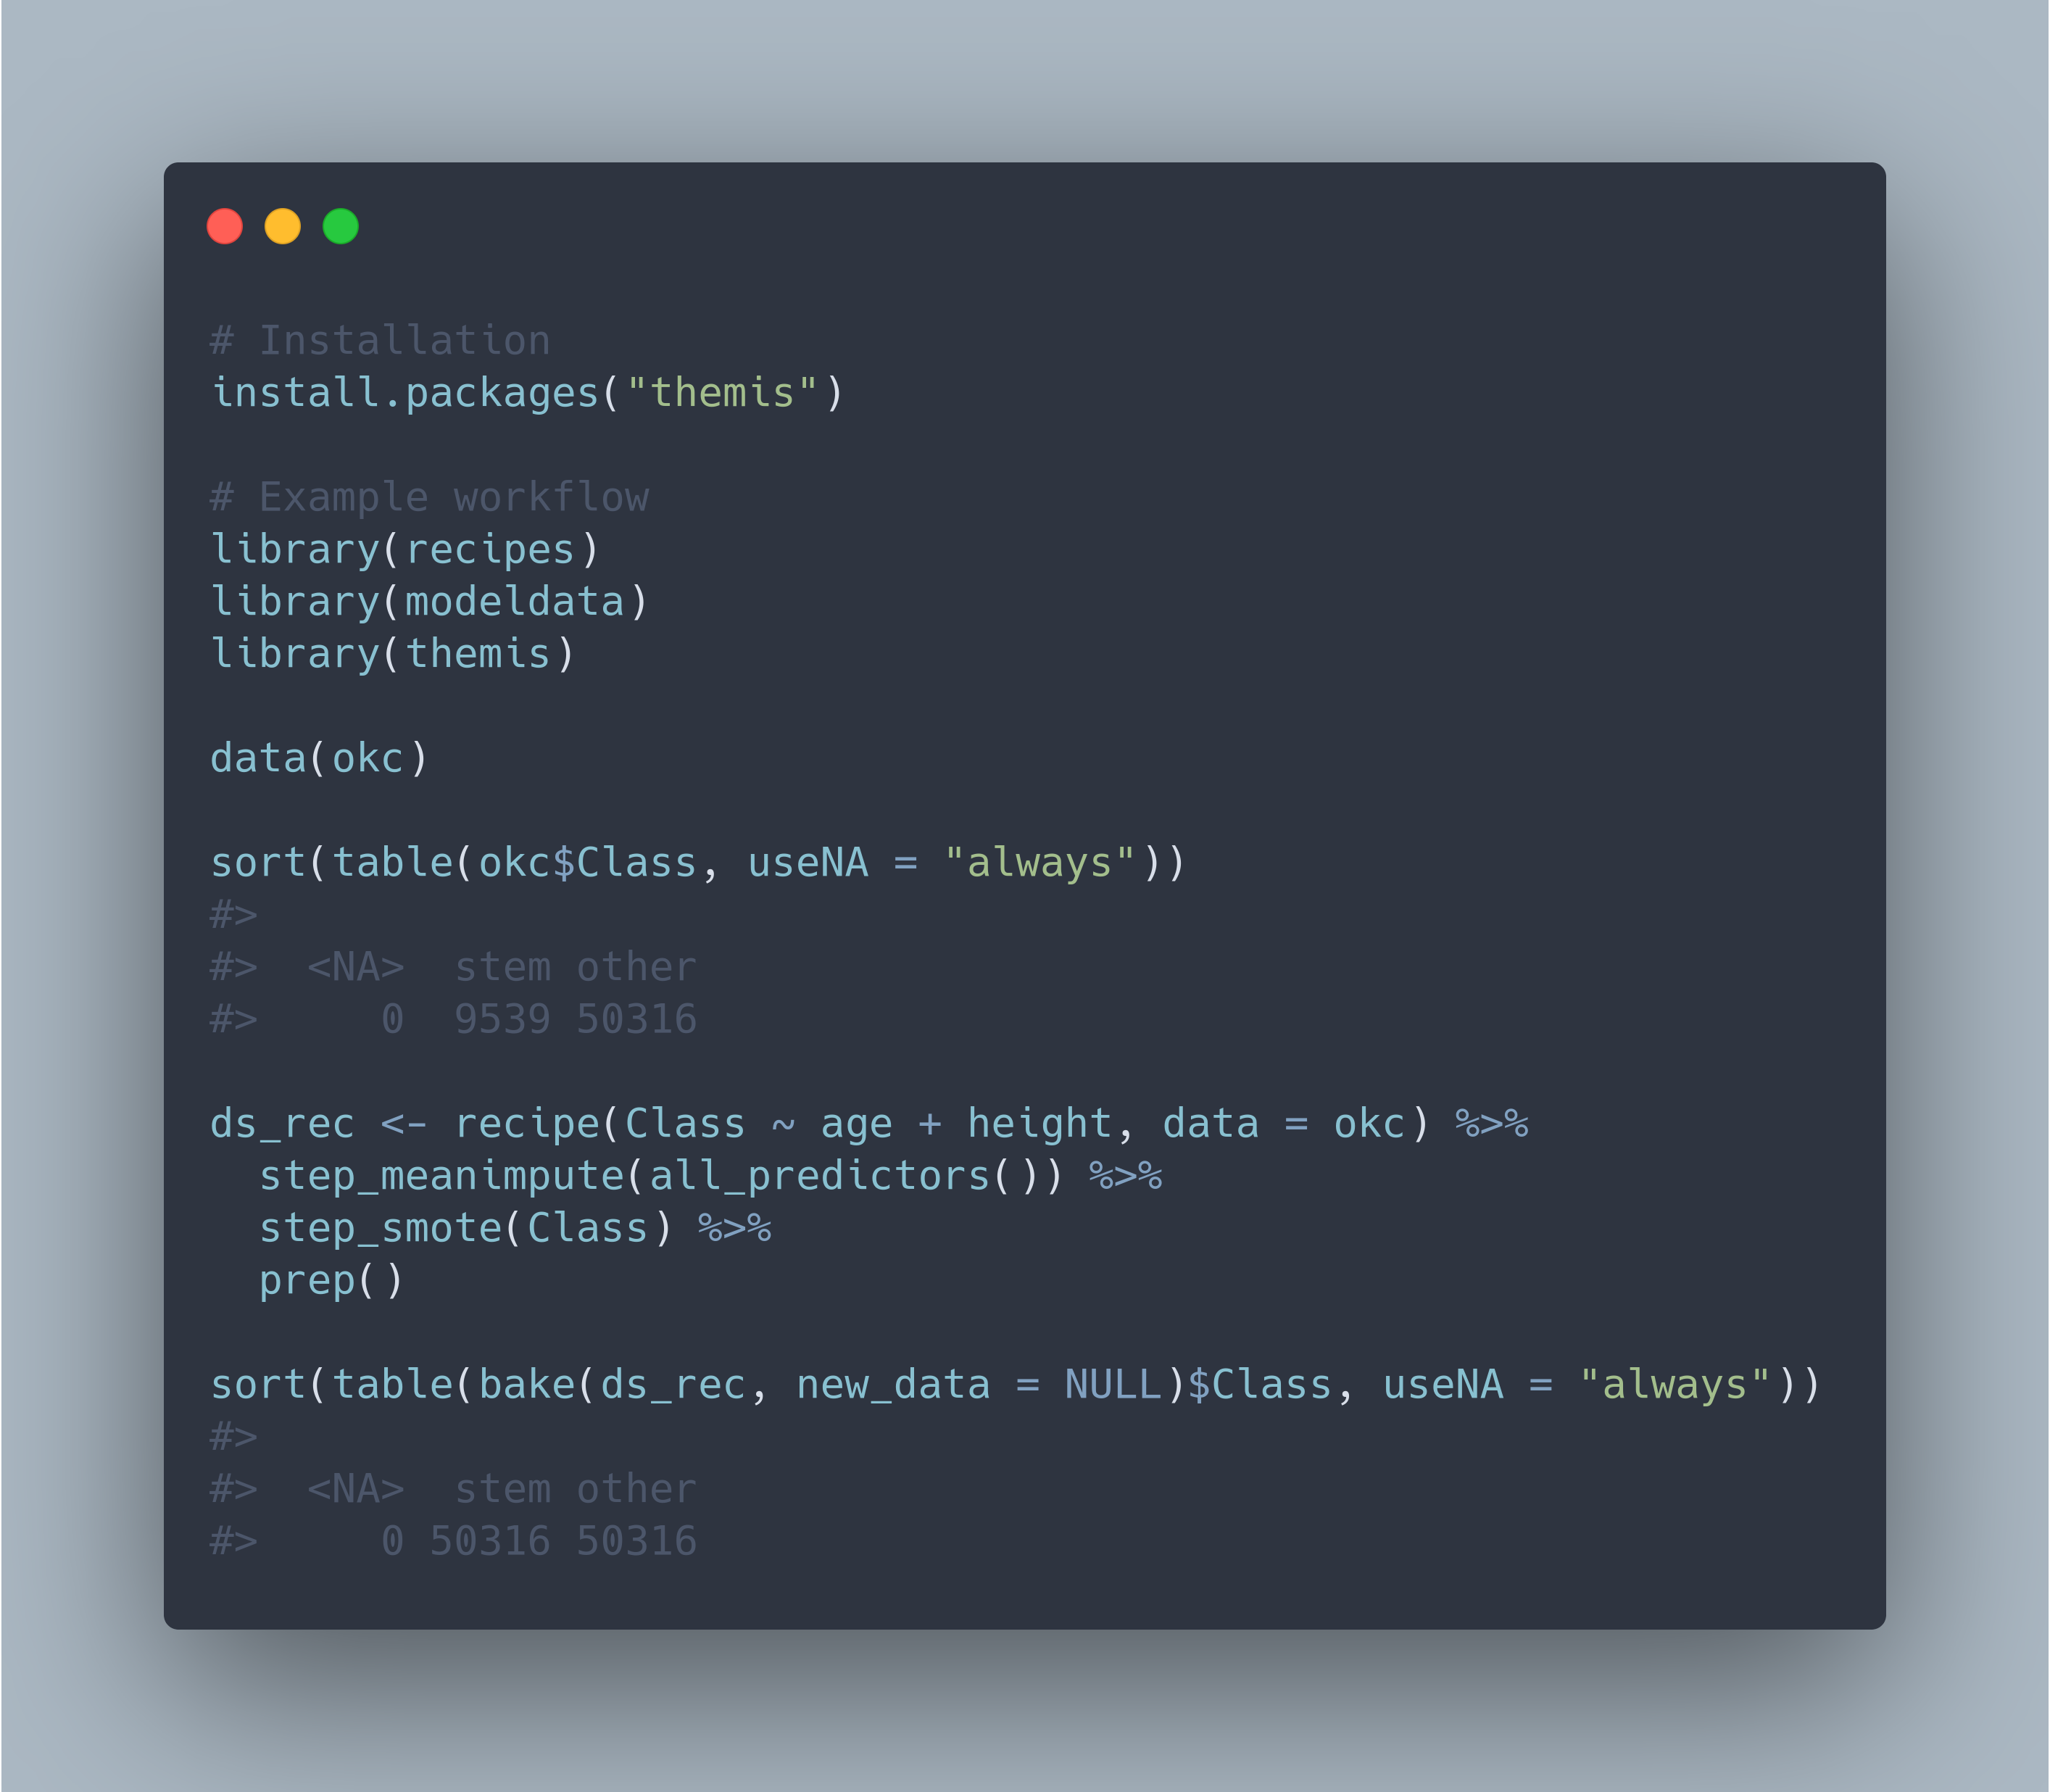 # Installation
install.packages("themis")
# Example workflow
library(recipes)
library(modeldata)
library(themis)
data(okc)
sort(table(okc$Class, useNA = "always"))
#>
#>  <NA>  stem other
#>     0  9539 50316
ds_rec <- recipe(Class ~ age + height, data = okc) %>%
  step_meanimpute(all_predictors()) %>%
  step_smote(Class) %>%
  prep()
sort(table(bake(ds_rec, new_data = NULL)$Class, useNA = "always"))
#>
#>  <NA>  stem other
#>     0 50316 50316